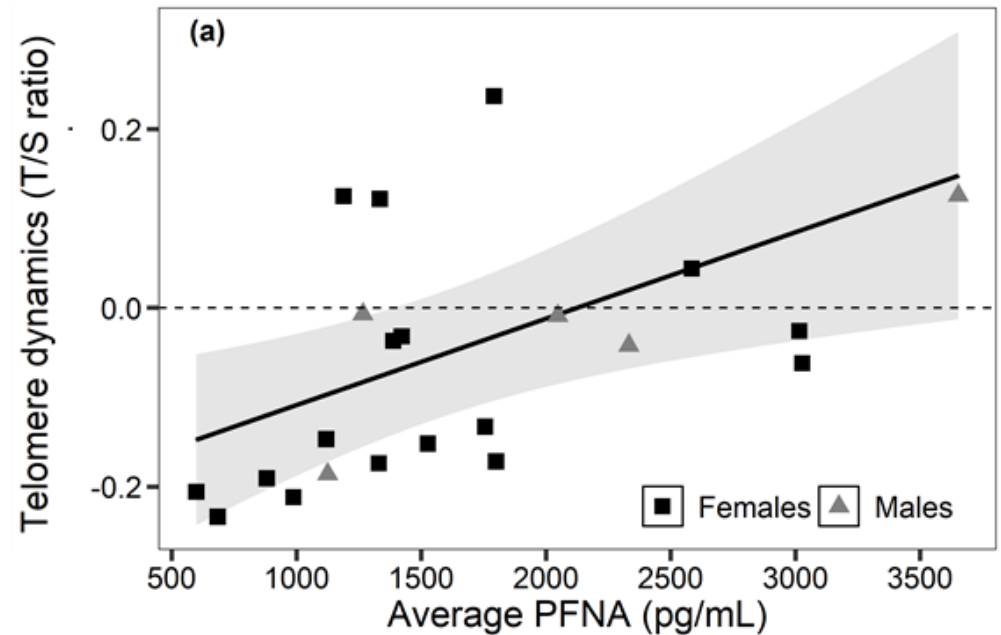 (a)
Telomere dynamics (T/S ratio)
0.2
0.0
-0.2
Females Males
500 1000 1500 2000 2500 3000 3500
Average PFNA (pg/mL)